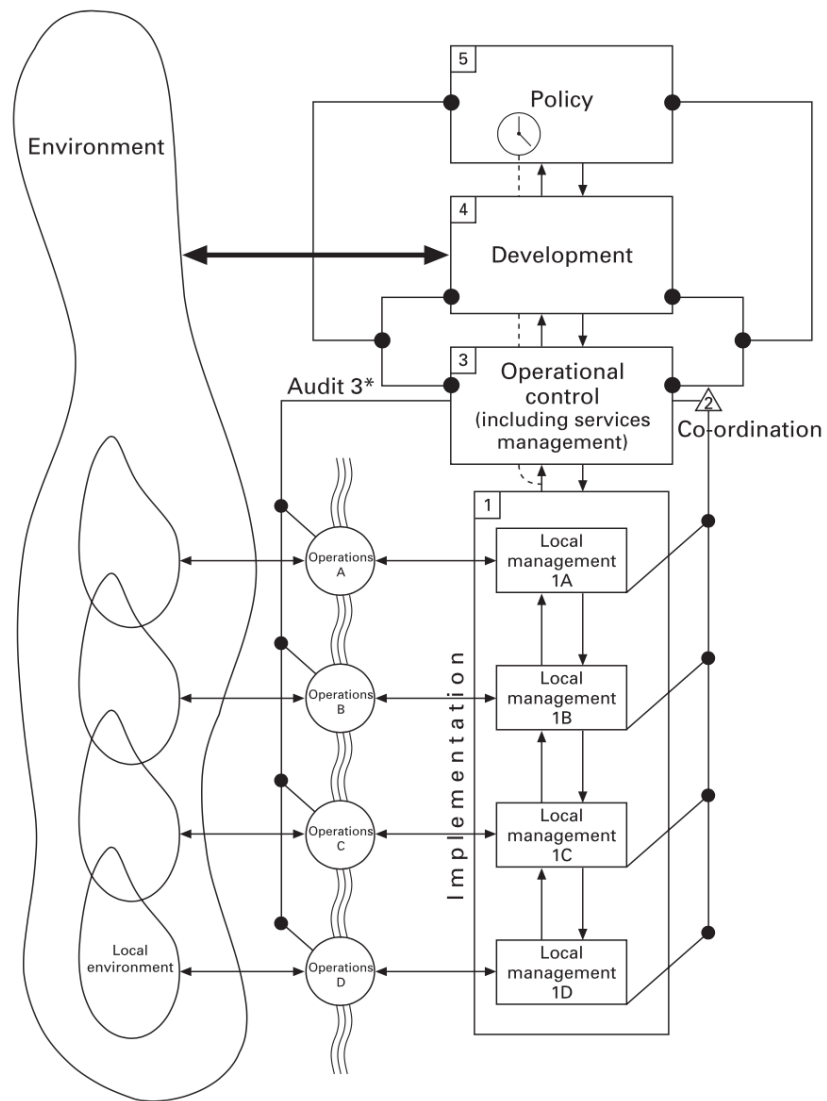 5
Policy
Environment
4
Development
3
Operational
control
(including services
management)
Audit 3*
2
Co-ordination
1
Implementation
Operations
A
Local
management
1A
Operations
B
Local
management
1B
Operations
C
Local
management
1C
Local
environment
Operations
D
Local
management
1D